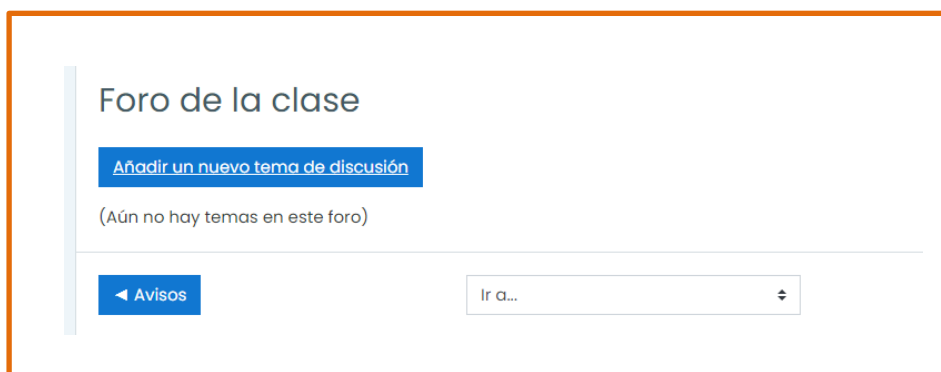 Foro de la clase
Añadir un nuevo tema de discusión
(Aún no hay temas en este foro)
◄ Avisos
Ir a...